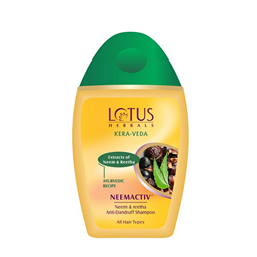 LOTUS
HERBALS
KERA-VEDA
Extracts of
Neem & Reetha
AYURVEDIC
RECIPE
NEEMACTIV
Neem & reetha
Anti-Dandruff Shampoo
All Hair Types